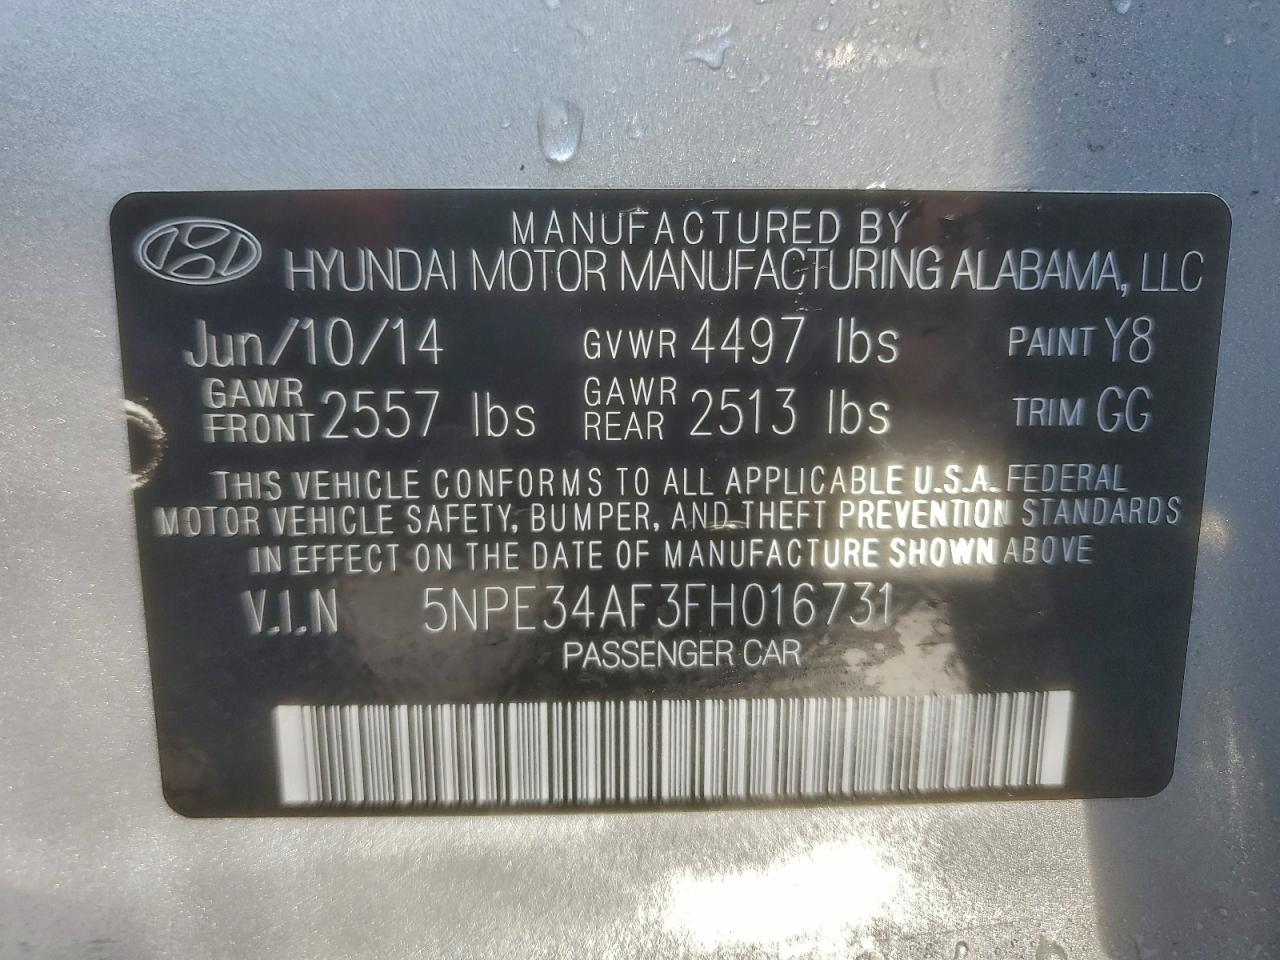 MANUFACTURED BY
HYUNDAI MOTOR MANUFACTURING ALABAMA, LLC
Jun/10/14 GVWR 4497 lbs PAINT Y8
GAWR FRONT 2557 lbs GAWR REAR 2513 lbs TRIM GG
THIS VEHICLE CONFORMS TO ALL APPLICABLE U.S.A. FEDERAL
MOTOR VEHICLE SAFETY, BUMPER, AND THEFT PREVENTION STANDARDS
IN EFFECT ON THE DATE OF MANUFACTURE SHOWN ABOVE
V.I.N 5NPE34AF3FH016731
PASSENGER CAR